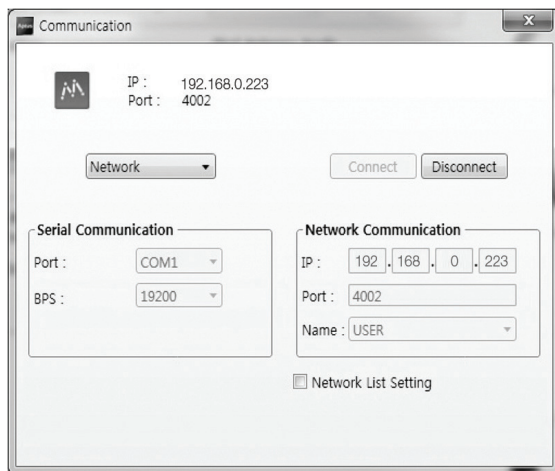 Communication
IP : 192.168.0.223
Port : 4002
Network
Connect Disconnect
Serial Communication
Port : COM1
BPS : 19200
Network Communication
IP : 192 . 168 . 0 . 223
Port : 4002
Name : USER
Network List Setting